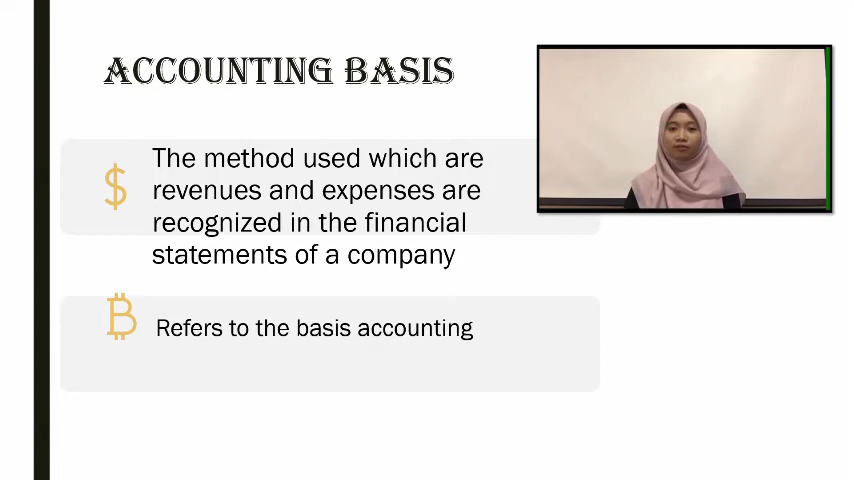 ACCOUNTING BASIS
The method used which are
revenues and expenses are
recognized in the financial
statements of a company
Refers to the basis accounting